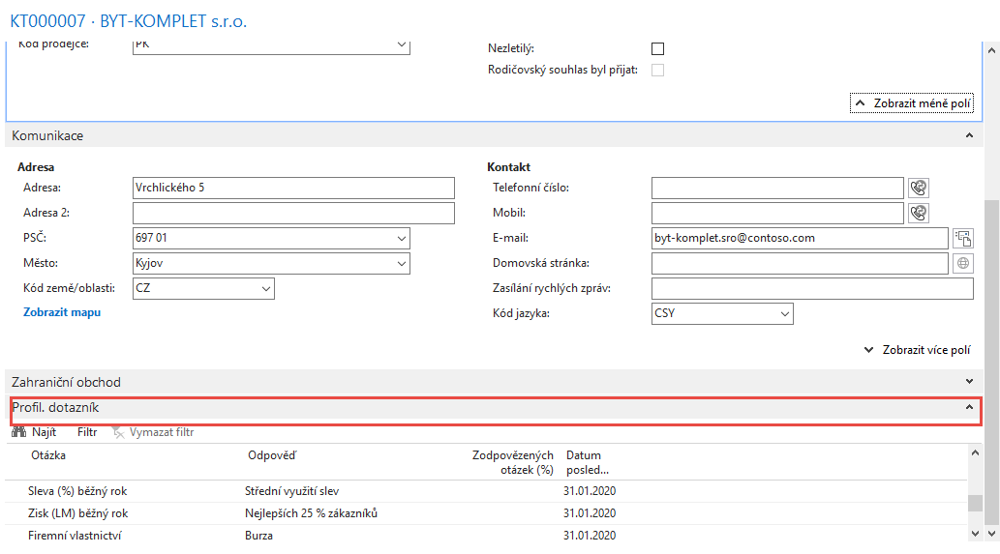 KT000007 · BYT-KOMPLET s.r.o.
Kód prodejce: PK
Nezletilý:
Rodičovský souhlas byl přijat:
Zobrazit méně polí
Komunikace
Adresa
Adresa: Vrchlického 5
Adresa 2:
PSČ: 697 01
Město: Kyjov
Kód země/oblasti: CZ
Zobrazit mapu
Kontakt
Telefonní číslo:
Mobil:
E-mail: byt-komplet.sro@contoso.com
Domovská stránka:
Zasílání rychlých zpráv:
Kód jazyka: CSY
Zobrazit více polí
Zahraniční obchod
Profil. dotazník
Najít Filtr Vymazat filtr
Otázka Odpověď Zodpovězených otázek (%) Datum posled...
Sleva (%) běžný rok Střední využití slev 31.01.2020
Zisk (LM) běžný rok Nejlepších 25 % zákazníků 31.01.2020
Firemní vlastnictví Burza 31.01.2020